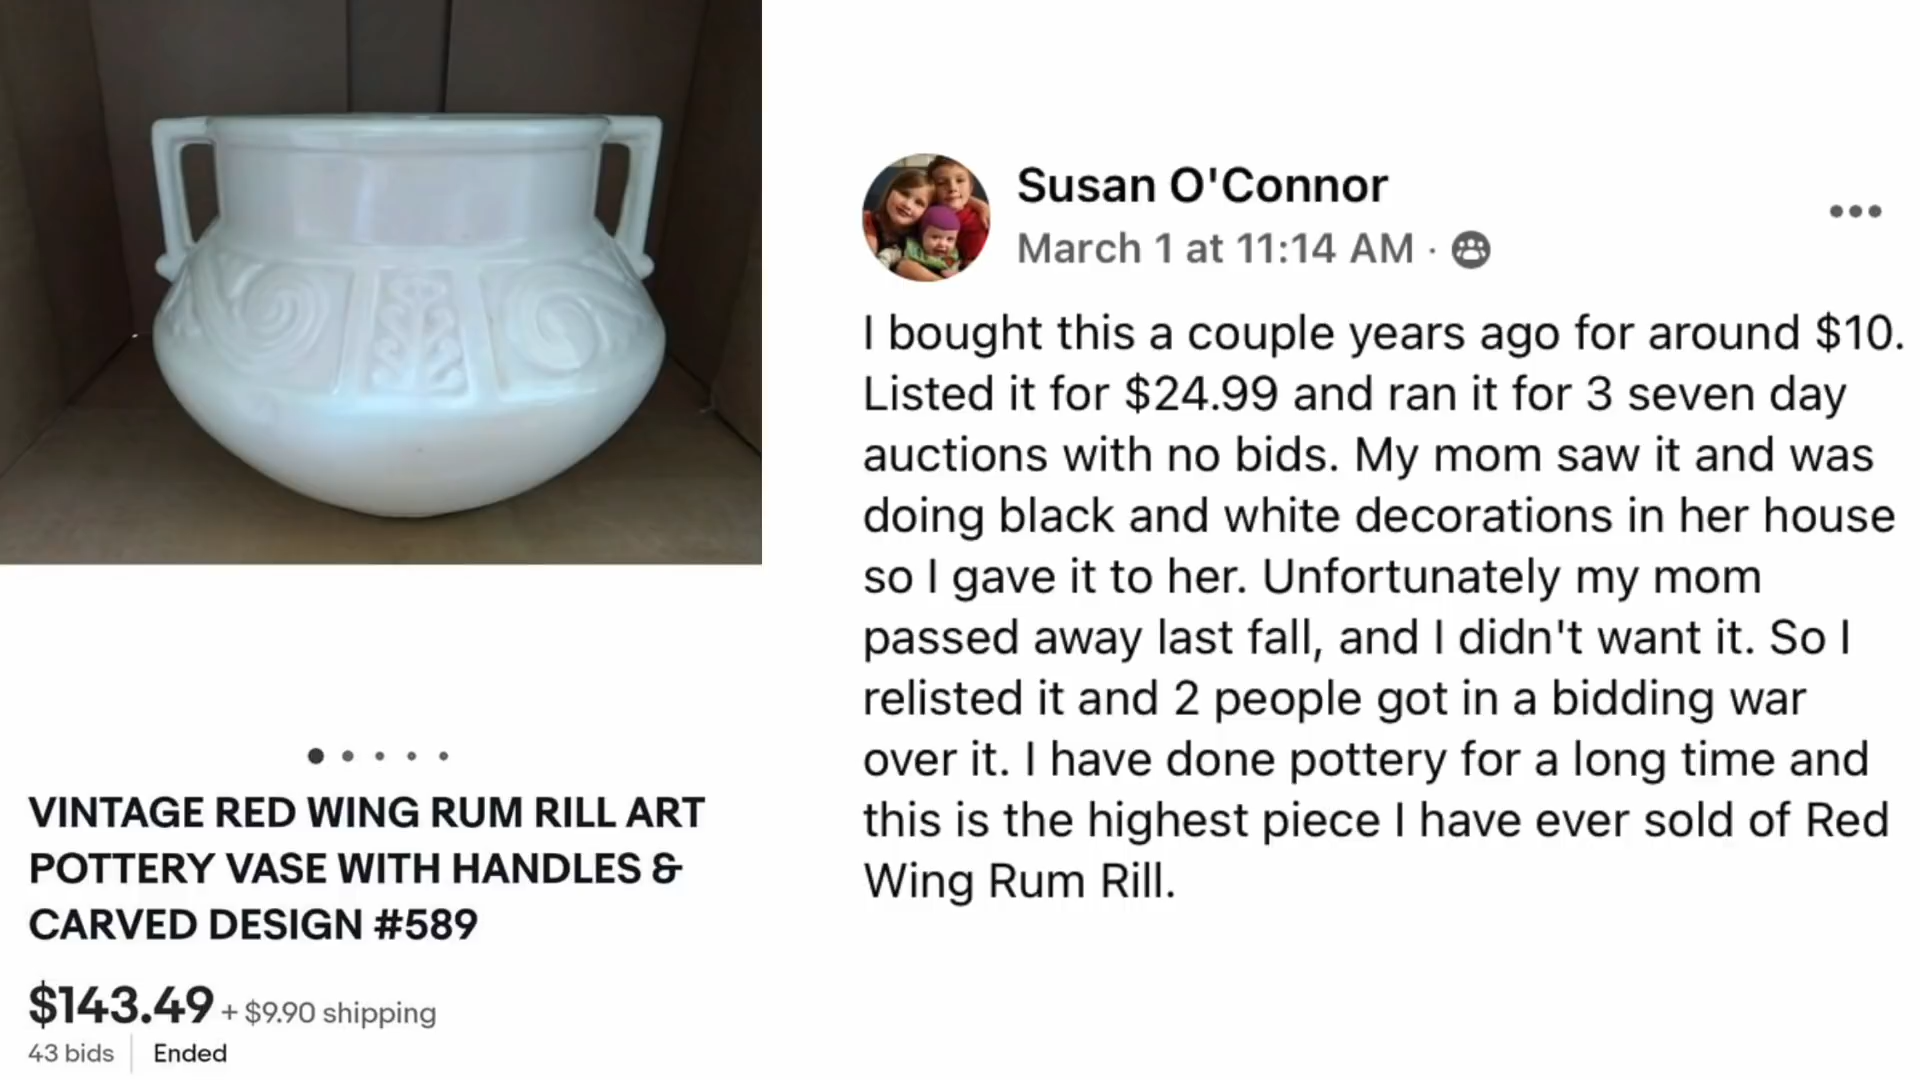 VINTAGE RED WING RUM RILL ART
POTTERY VASE WITH HANDLES &
CARVED DESIGN #589
$143.49 + $9.90 shipping
43 bids | Ended
Susan O'Connor
March 1 at 11:14 AM ·
I bought this a couple years ago for around $10.
Listed it for $24.99 and ran it for 3 seven day
auctions with no bids. My mom saw it and was
doing black and white decorations in her house
so I gave it to her. Unfortunately my mom
passed away last fall, and I didn't want it. So I
relisted it and 2 people got in a bidding war
over it. I have done pottery for a long time and
this is the highest piece I have ever sold of Red
Wing Rum Rill.